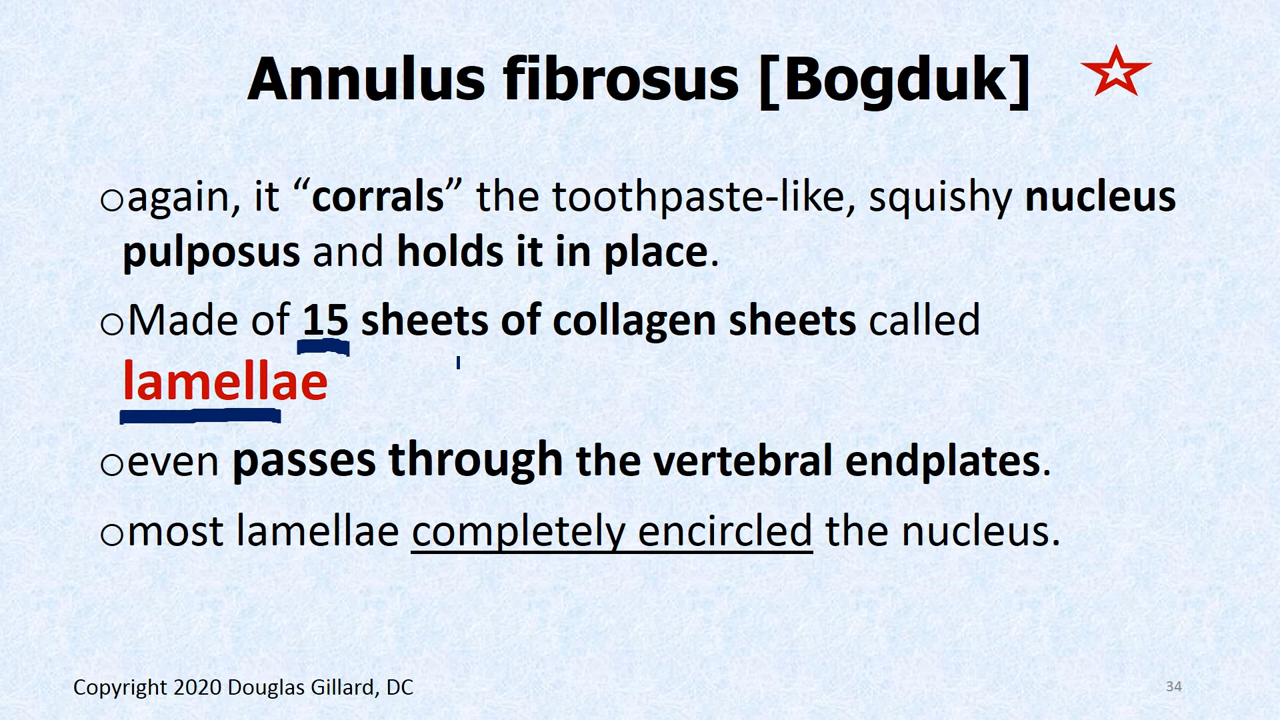 Annulus fibrosus [Bogduk]
○again, it “corrals” the toothpaste-like, squishy nucleus
pulposus and holds it in place.
○Made of 15 sheets of collagen sheets called
lamellae
○even passes through the vertebral endplates.
○most lamellae completely encircled the nucleus.
Copyright 2020 Douglas Gillard, DC
34